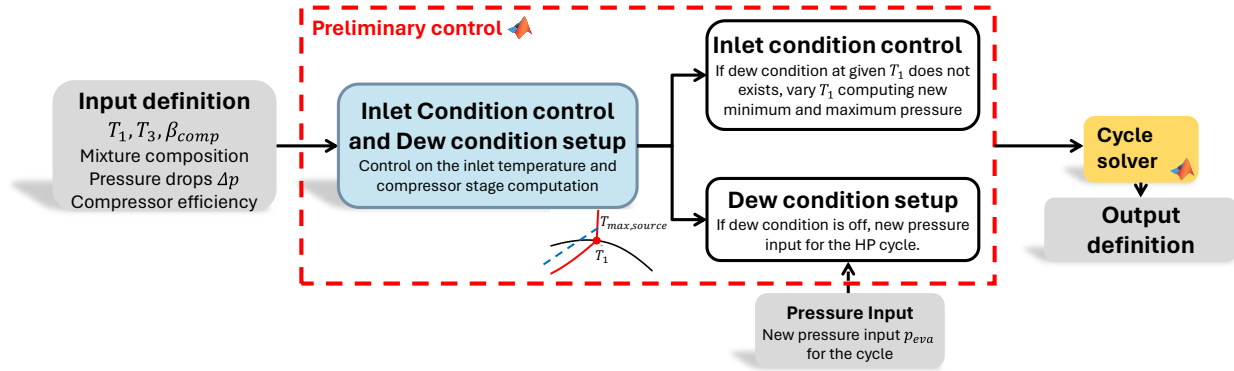 Preliminary control
Input definition
T₁, T₃, β_comp
Mixture composition
Pressure drops Δp
Compressor efficiency
Inlet Condition control
and Dew condition setup
Control on the inlet temperature and
compressor stage computation
T_max,source
T₁
Inlet condition control
If dew condition at given T₁ does not
exists, vary T₁ computing new
minimum and maximum pressure
Dew condition setup
If dew condition is off, new pressure
input for the HP cycle.
Pressure Input
New pressure input p_eva
for the cycle
Cycle
solver
Output
definition